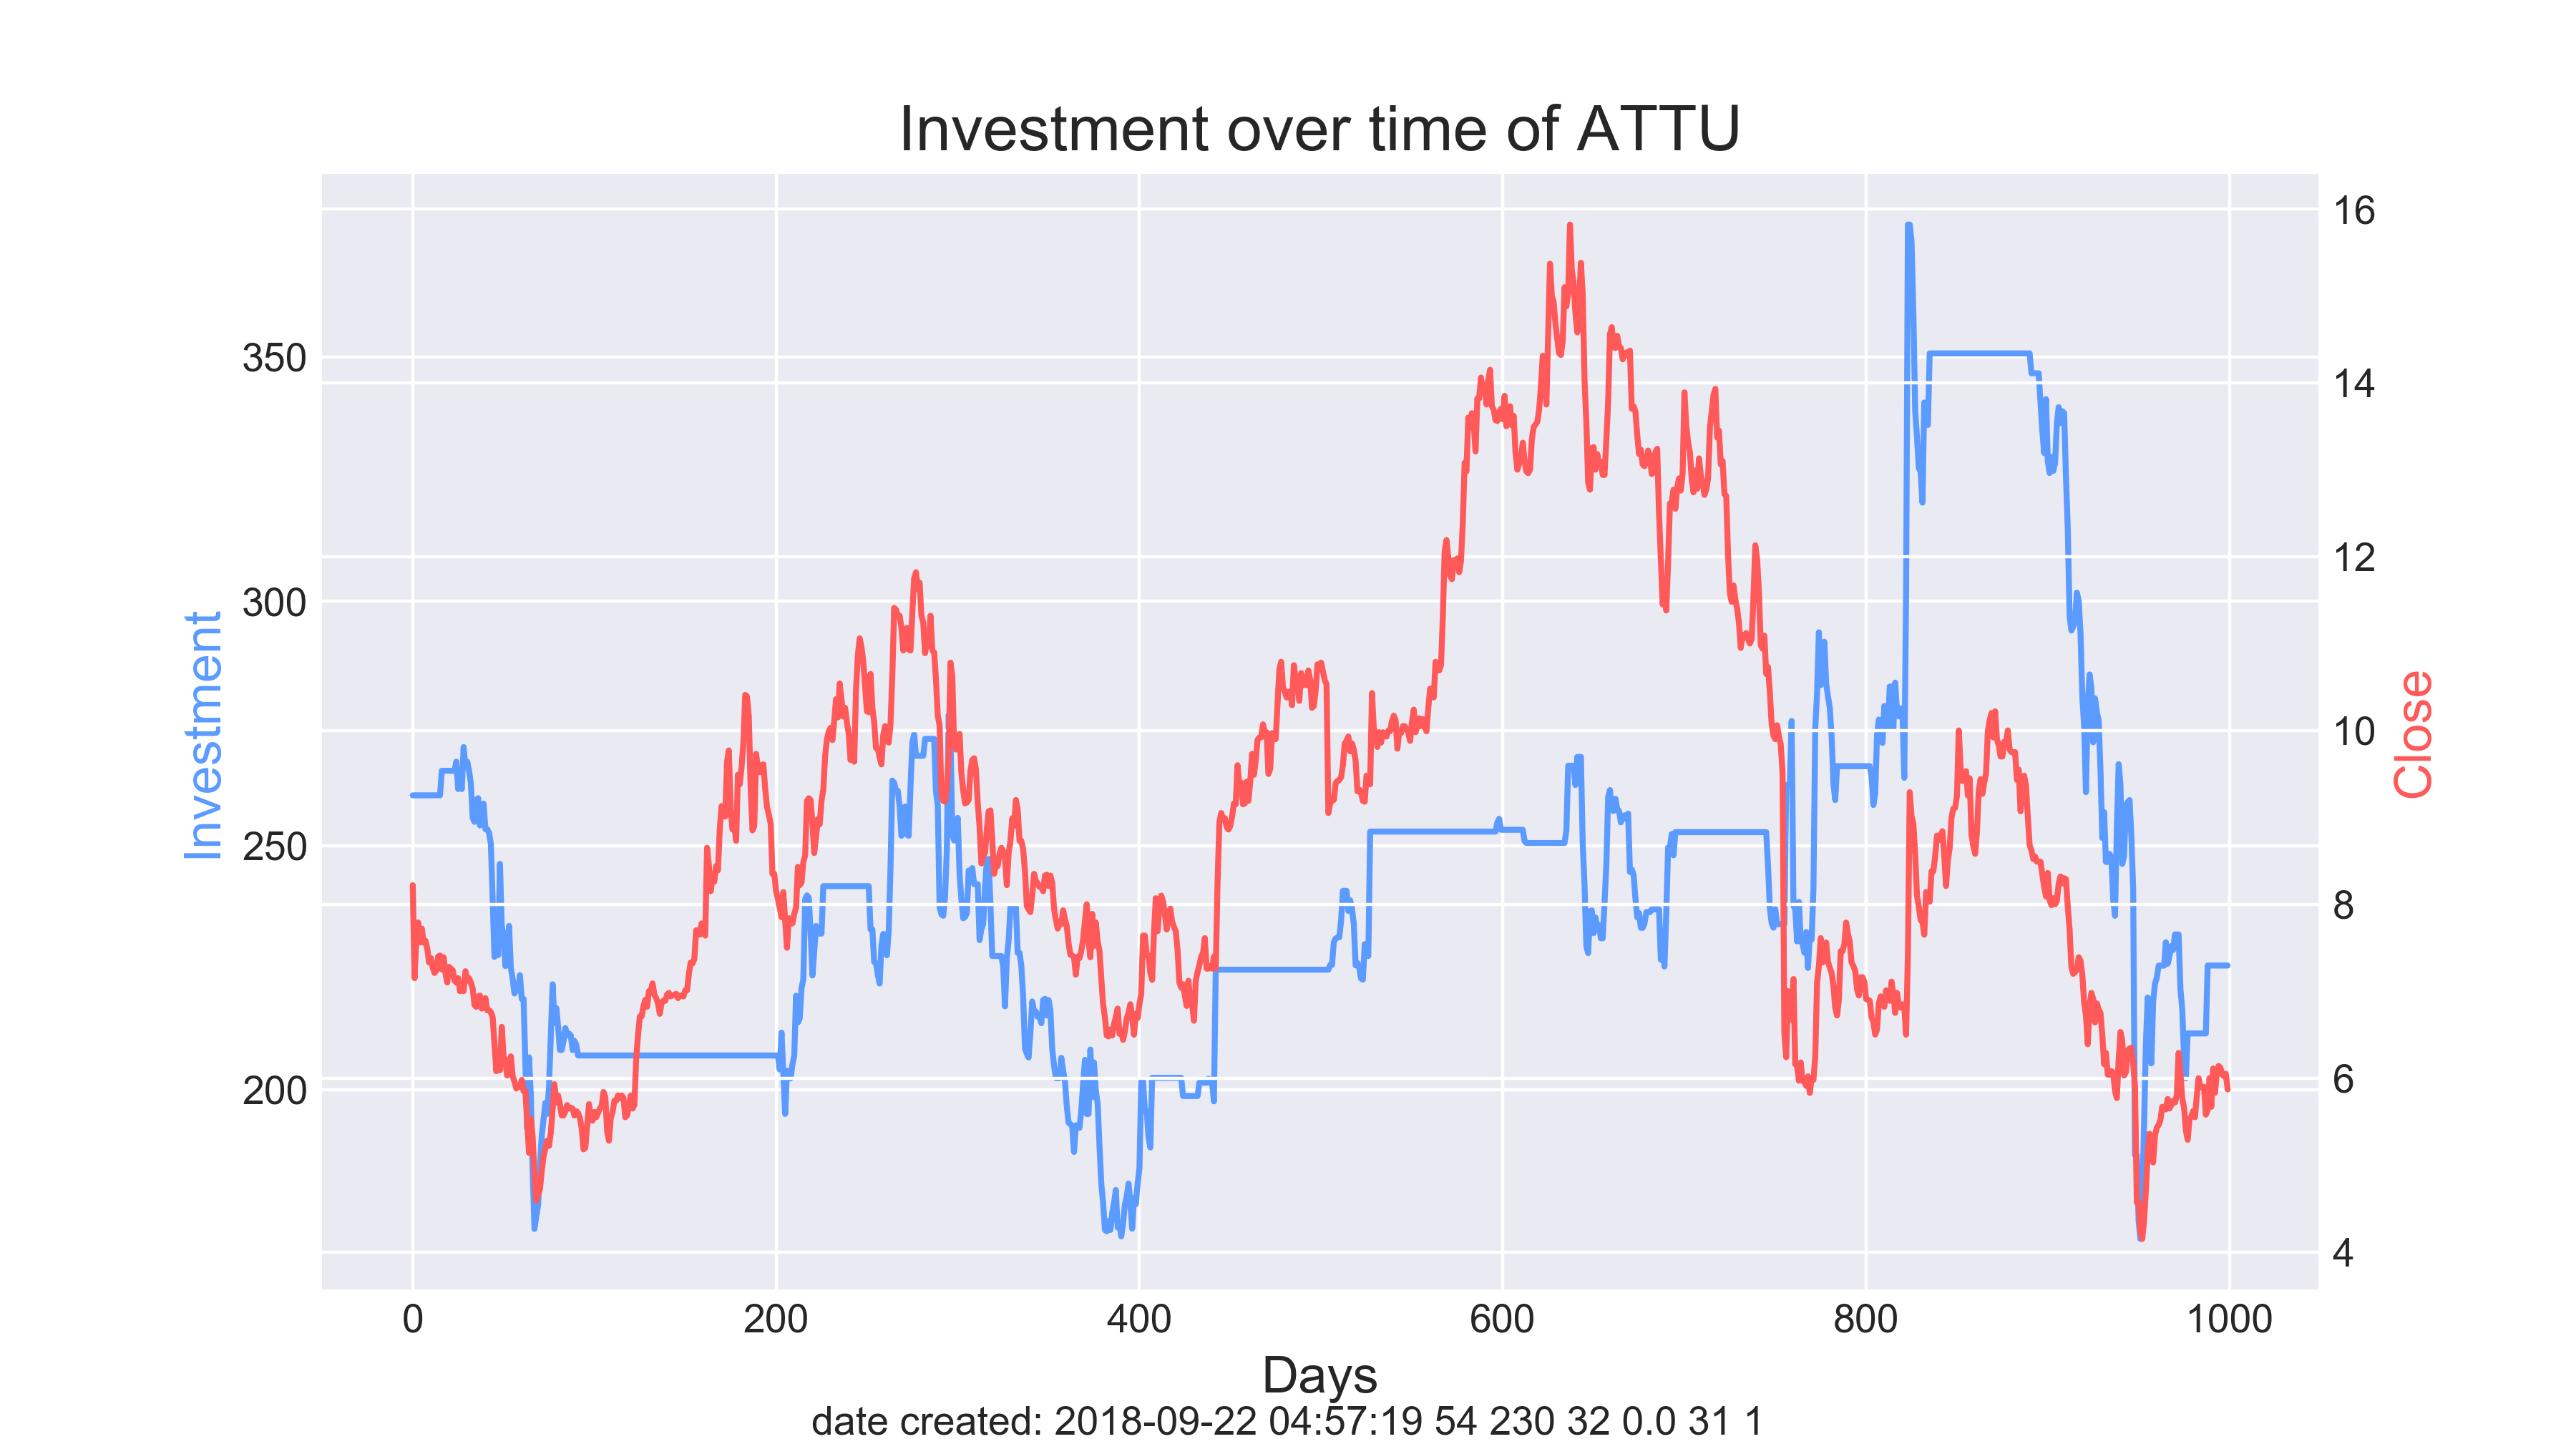 Investment over time of ATTU
Investment
350
300
250
200
16
14
12
10
8
6
4
Close
0 200 400 600 800 1000
Days
date created: 2018-09-22 04:57:19 54 230 32 0.0 31 1